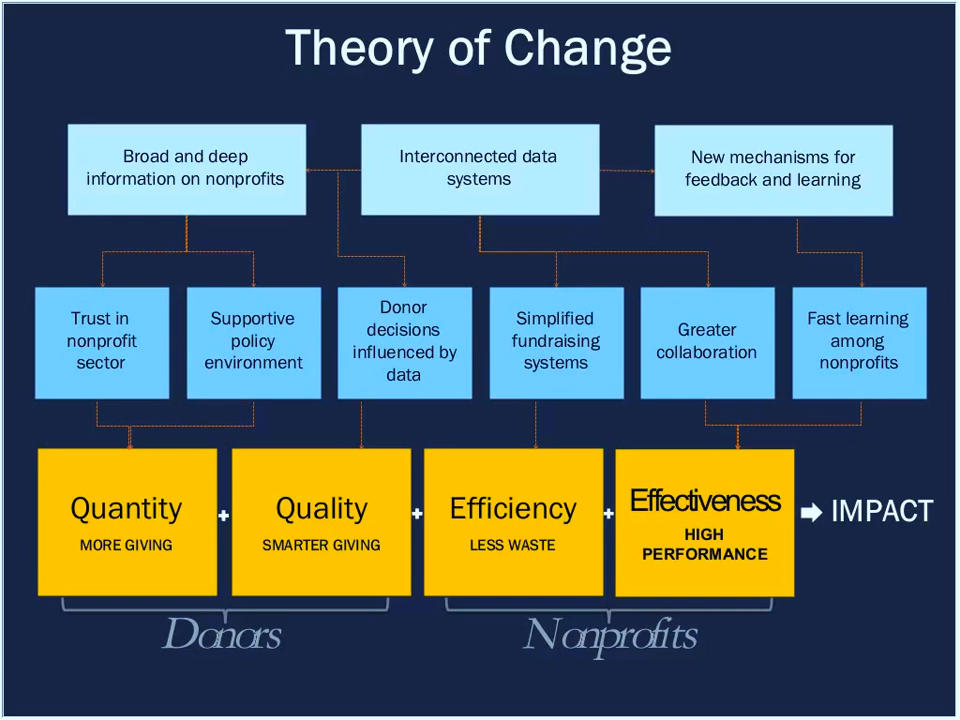 Theory of Change
Broad and deep
information on nonprofits
Interconnected data
systems
New mechanisms for
feedback and learning
Trust in
nonprofit
sector
Supportive
policy
environment
Donor
decisions
influenced by
data
Simplified
fundraising
systems
Greater
collaboration
Fast learning
among
nonprofits
Quantity
MORE GIVING
+
Quality
SMARTER GIVING
+
Efficiency
LESS WASTE
+
Effectiveness
HIGH
PERFORMANCE
IMPACT
Donors
Nonprofits